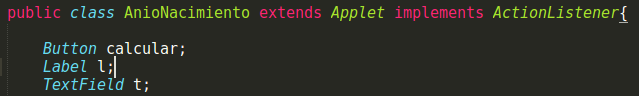 public class AnioNacimiento extends Applet implements ActionListener{
Button calcular;
Label l;
TextField t;